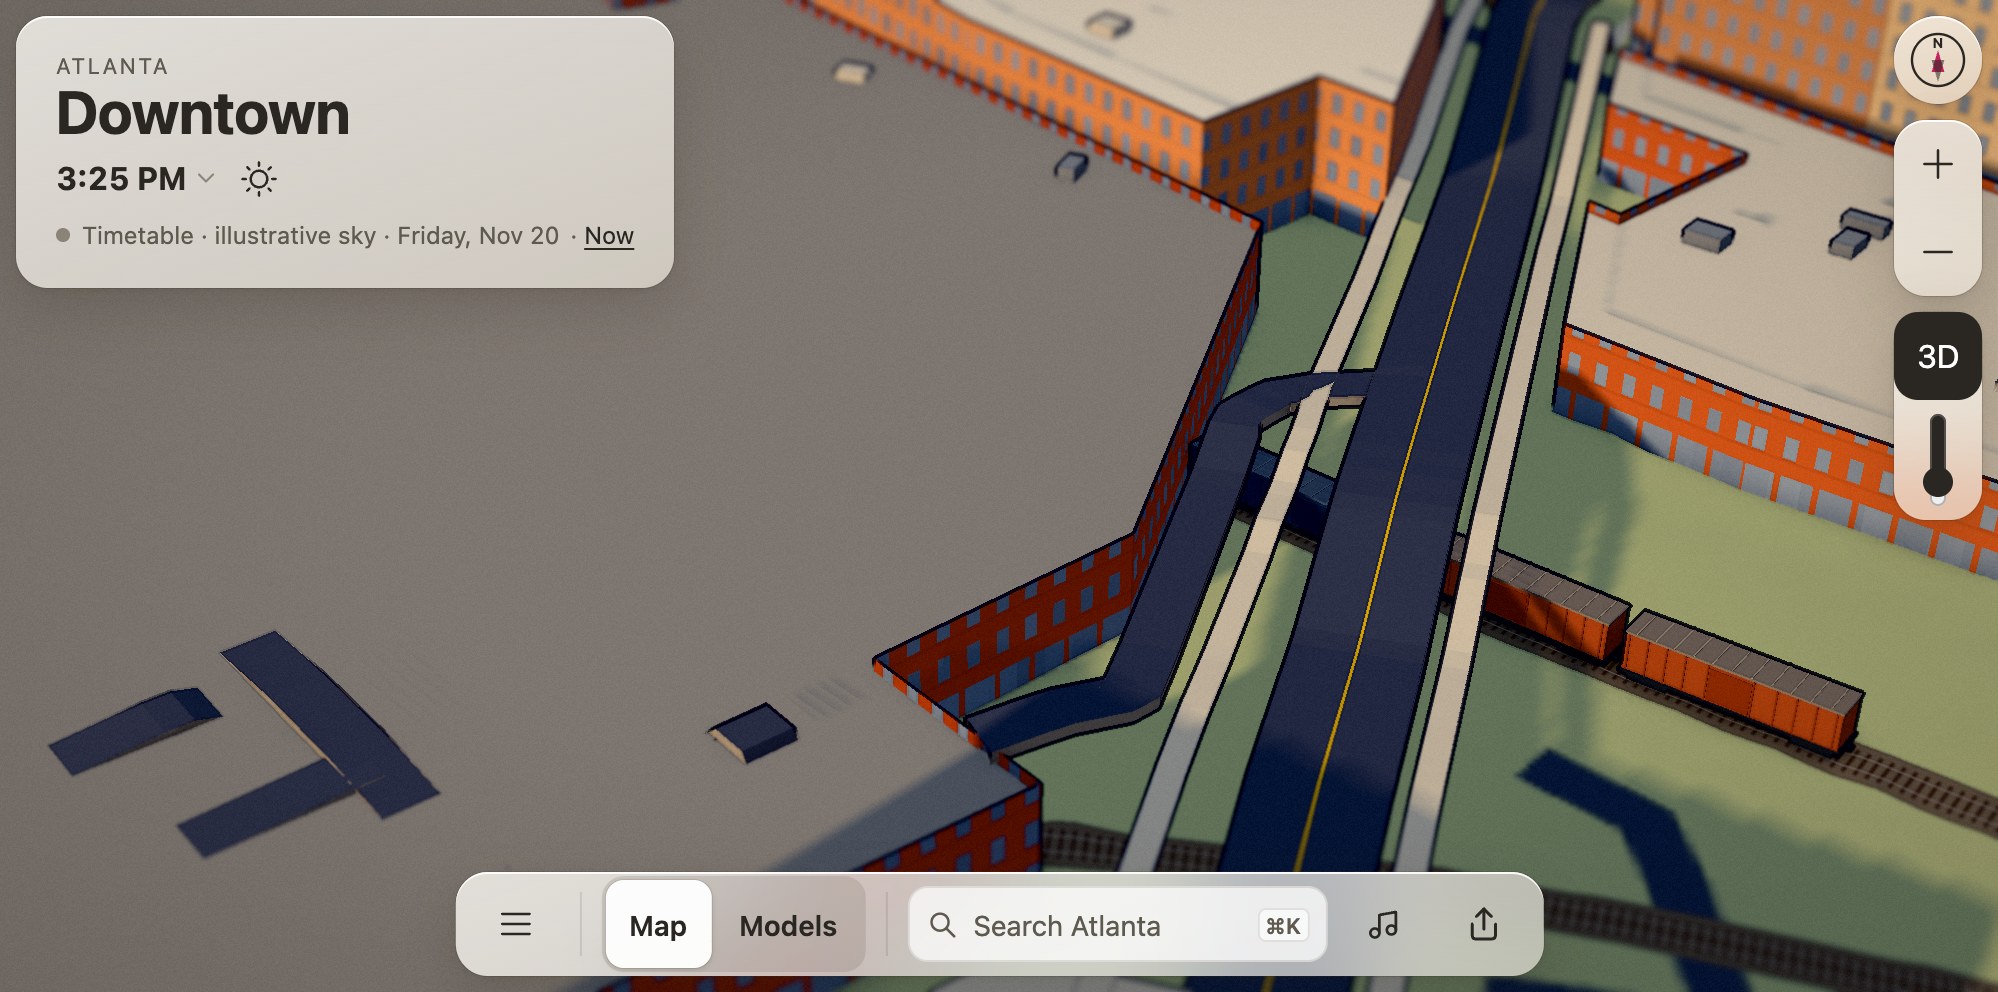 ATLANTA
Downtown
3:25 PM
Timetable · illustrative sky · Friday, Nov 20 · Now
N
3D
Map
Models
Search Atlanta
⌘K